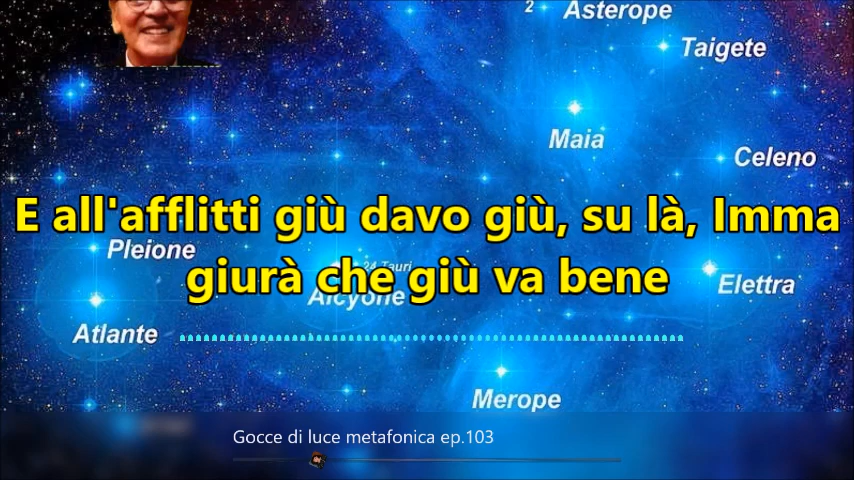 2 Asterope
Taigete
Maia
Celeno
E all'afflitti giù davo giù, su là, Imma
giurà che giù va bene
Pleione
24 Tauri
Alcyone
Elettra
Atlante
Merope
Gocce di luce metafonica ep.103